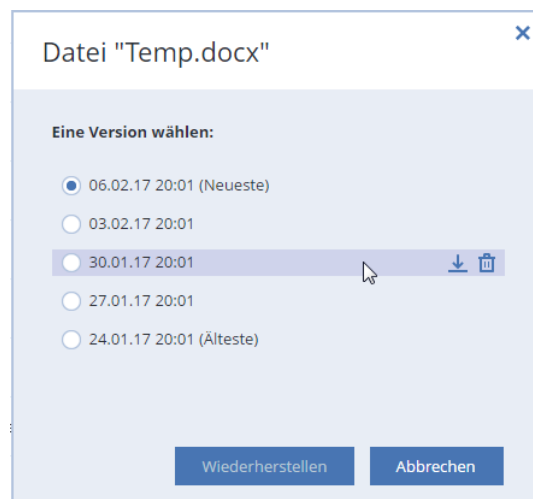 Datei "Temp.docx"
Eine Version wählen:
06.02.17 20:01 (Neueste)
03.02.17 20:01
30.01.17 20:01
27.01.17 20:01
24.01.17 20:01 (Älteste)
Wiederherstellen Abbrechen